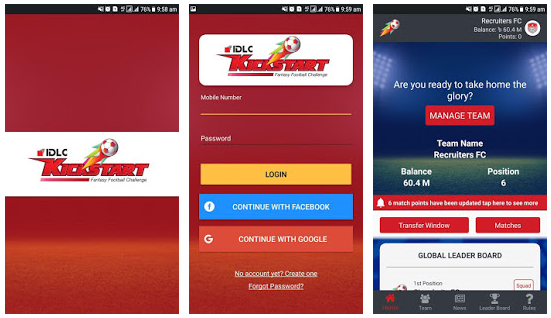 76% 9:58 am
IDLC
KICKSTART
Fantasy Football Challenge
76% 9:59 am
IDLC
KICKSTART
Fantasy Football Challenge
Mobile Number
Password
LOGIN
CONTINUE WITH FACEBOOK
CONTINUE WITH GOOGLE
No account yet? Create one
Forgot Password?
76% 9:59 am
Recruiters FC
Balance: ৳ 60.4 M
Points: 0
Are you ready to take home the
glory?
MANAGE TEAM
Team Name
Recruiters FC
Balance Position
60.4 M 6
6 match points have been updated tap here to see more
Transfer Window Matches
GLOBAL LEADER BOARD
1st Position
Squad
Home Team News Leader Board Rules